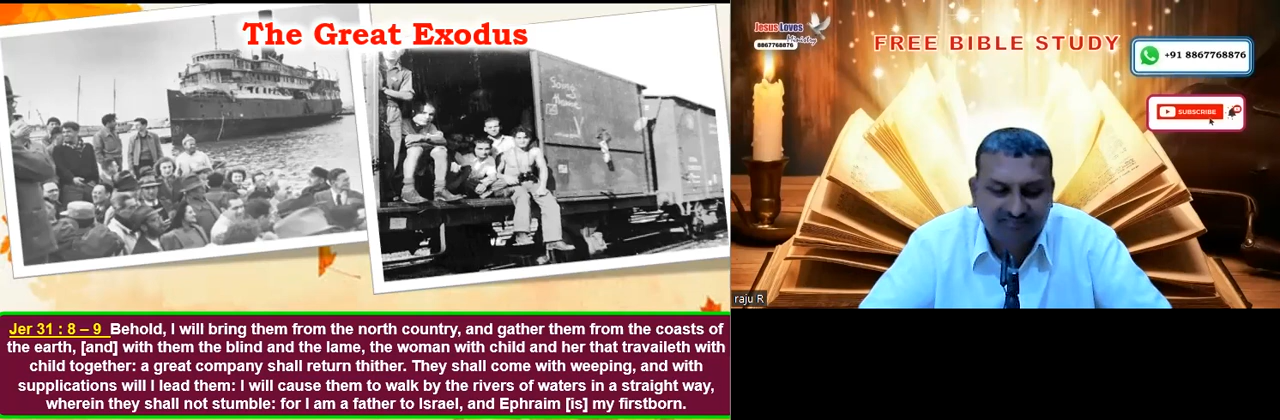 The Great Exodus
Going
Home
Jer 31 : 8 – 9 Behold, I will bring them from the north country, and gather them from the coasts of
the earth, [and] with them the blind and the lame, the woman with child and her that travaileth with
child together: a great company shall return thither. They shall come with weeping, and with
supplications will I lead them: I will cause them to walk by the rivers of waters in a straight way,
wherein they shall not stumble: for I am a father to Israel, and Ephraim [is] my firstborn.
Jesus Loves
Ministry
8867768876
FREE BIBLE STUDY
+91 8867768876
SUBSCRIBE
raju R